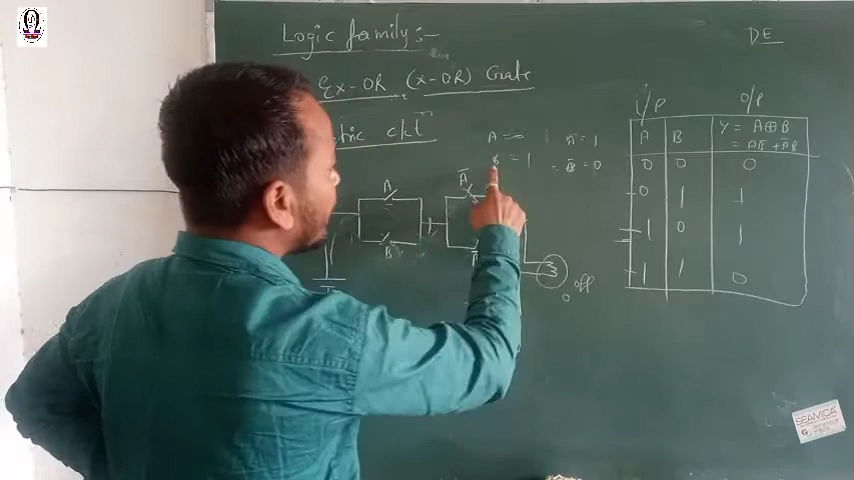 Logic family :-
DE
Ex-OR (X-OR) Gate
ckt
I/P O/P
A B Y = A⊕B
= AB̅ + A̅B
0 0 0
0 1 1
1 0 1
1 1 0
A = 0 A̅ = 1
B = 1 = B̅ = 0
A A̅
B
0 off
SEAMICA